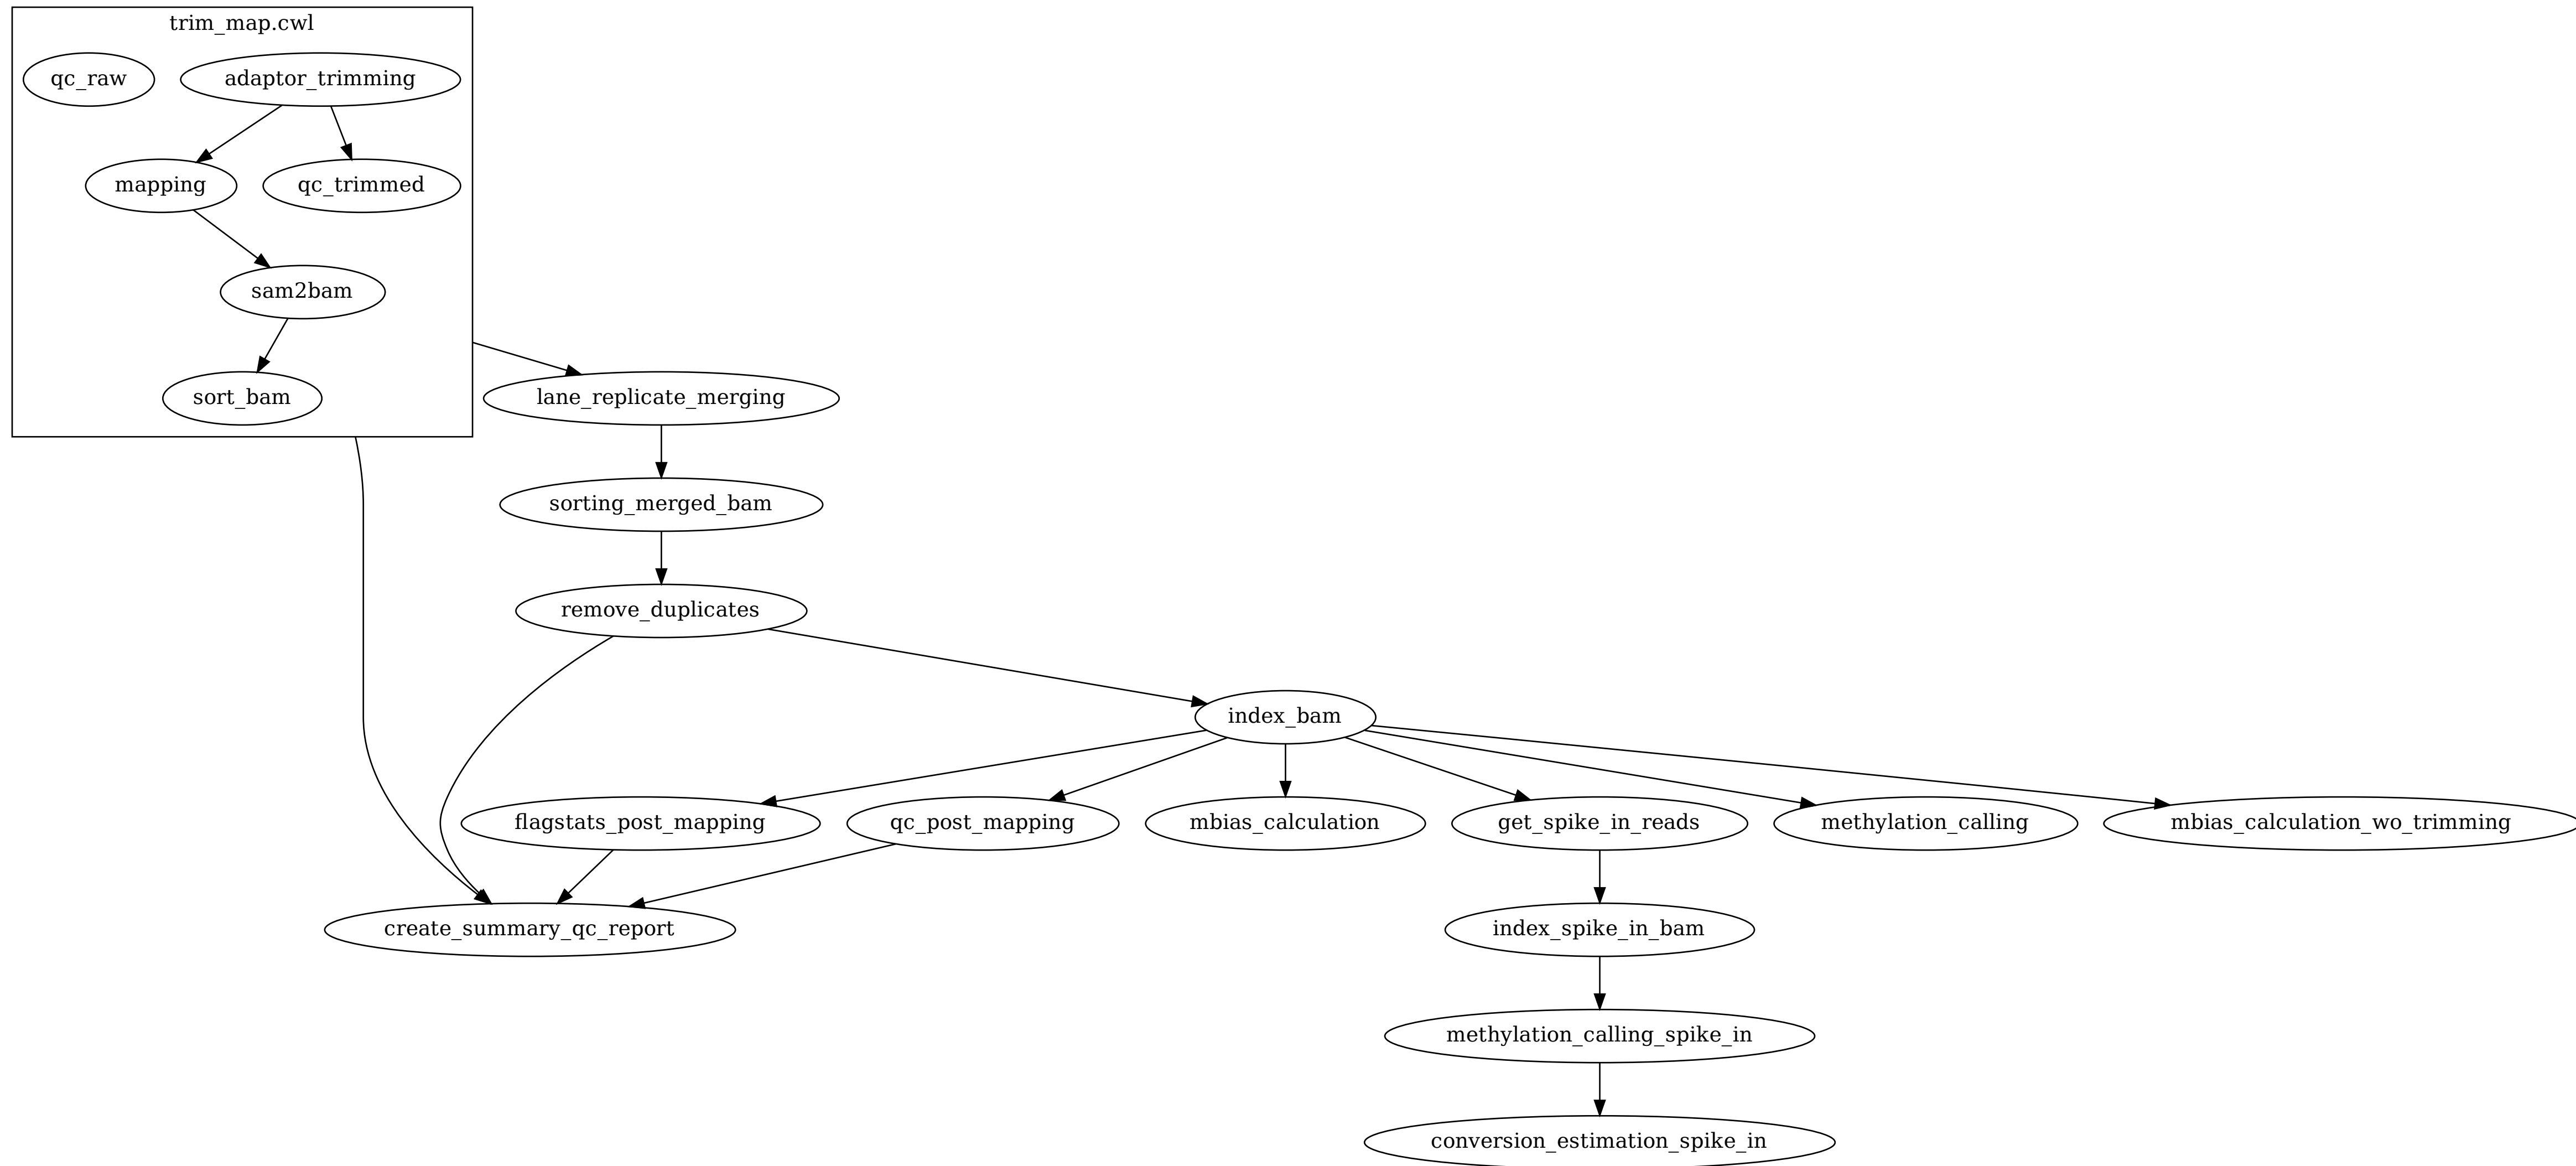 trim_map.cwl
qc_raw
adaptor_trimming
mapping
qc_trimmed
sam2bam
sort_bam
lane_replicate_merging
sorting_merged_bam
remove_duplicates
index_bam
flagstats_post_mapping
qc_post_mapping
mbias_calculation
get_spike_in_reads
methylation_calling
mbias_calculation_wo_trimming
create_summary_qc_report
index_spike_in_bam
methylation_calling_spike_in
conversion_estimation_spike_in